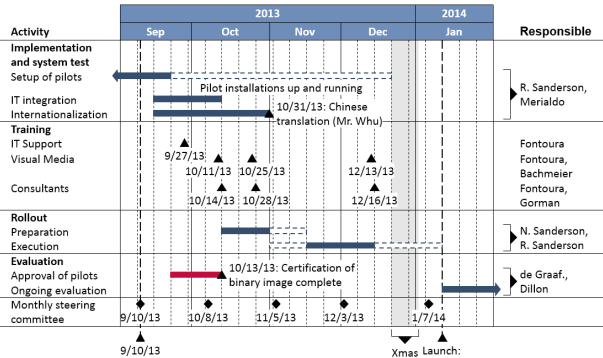 2013 2014
Activity Sep Oct Nov Dec Jan Responsible
Implementation
and system test
Setup of pilots
Pilot installations up and running
R. Sanderson,
Merialdo
IT integration
Internationalization
10/31/13: Chinese
translation (Mr. Whu)
Training
IT Support
9/27/13
Fontoura
Visual Media
10/11/13 10/25/13 12/13/13
Fontoura,
Bachmeier
Consultants
10/14/13 10/28/13 12/16/13
Fontoura,
Gorman
Rollout
Preparation
Execution
N. Sanderson,
R. Sanderson
Evaluation
Approval of pilots
10/13/13: Certification of
binary image complete
Ongoing evaluation
de Graaf.,
Dillon
Monthly steering
committee
9/10/13 10/8/13 11/5/13 12/3/13 1/7/14
9/10/13
Xmas Launch: